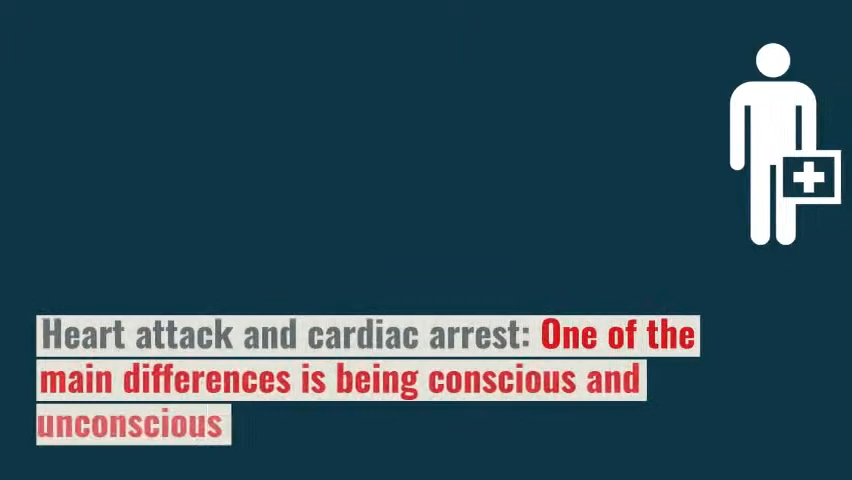 Heart attack and cardiac arrest: One of the
main differences is being conscious and
unconscious